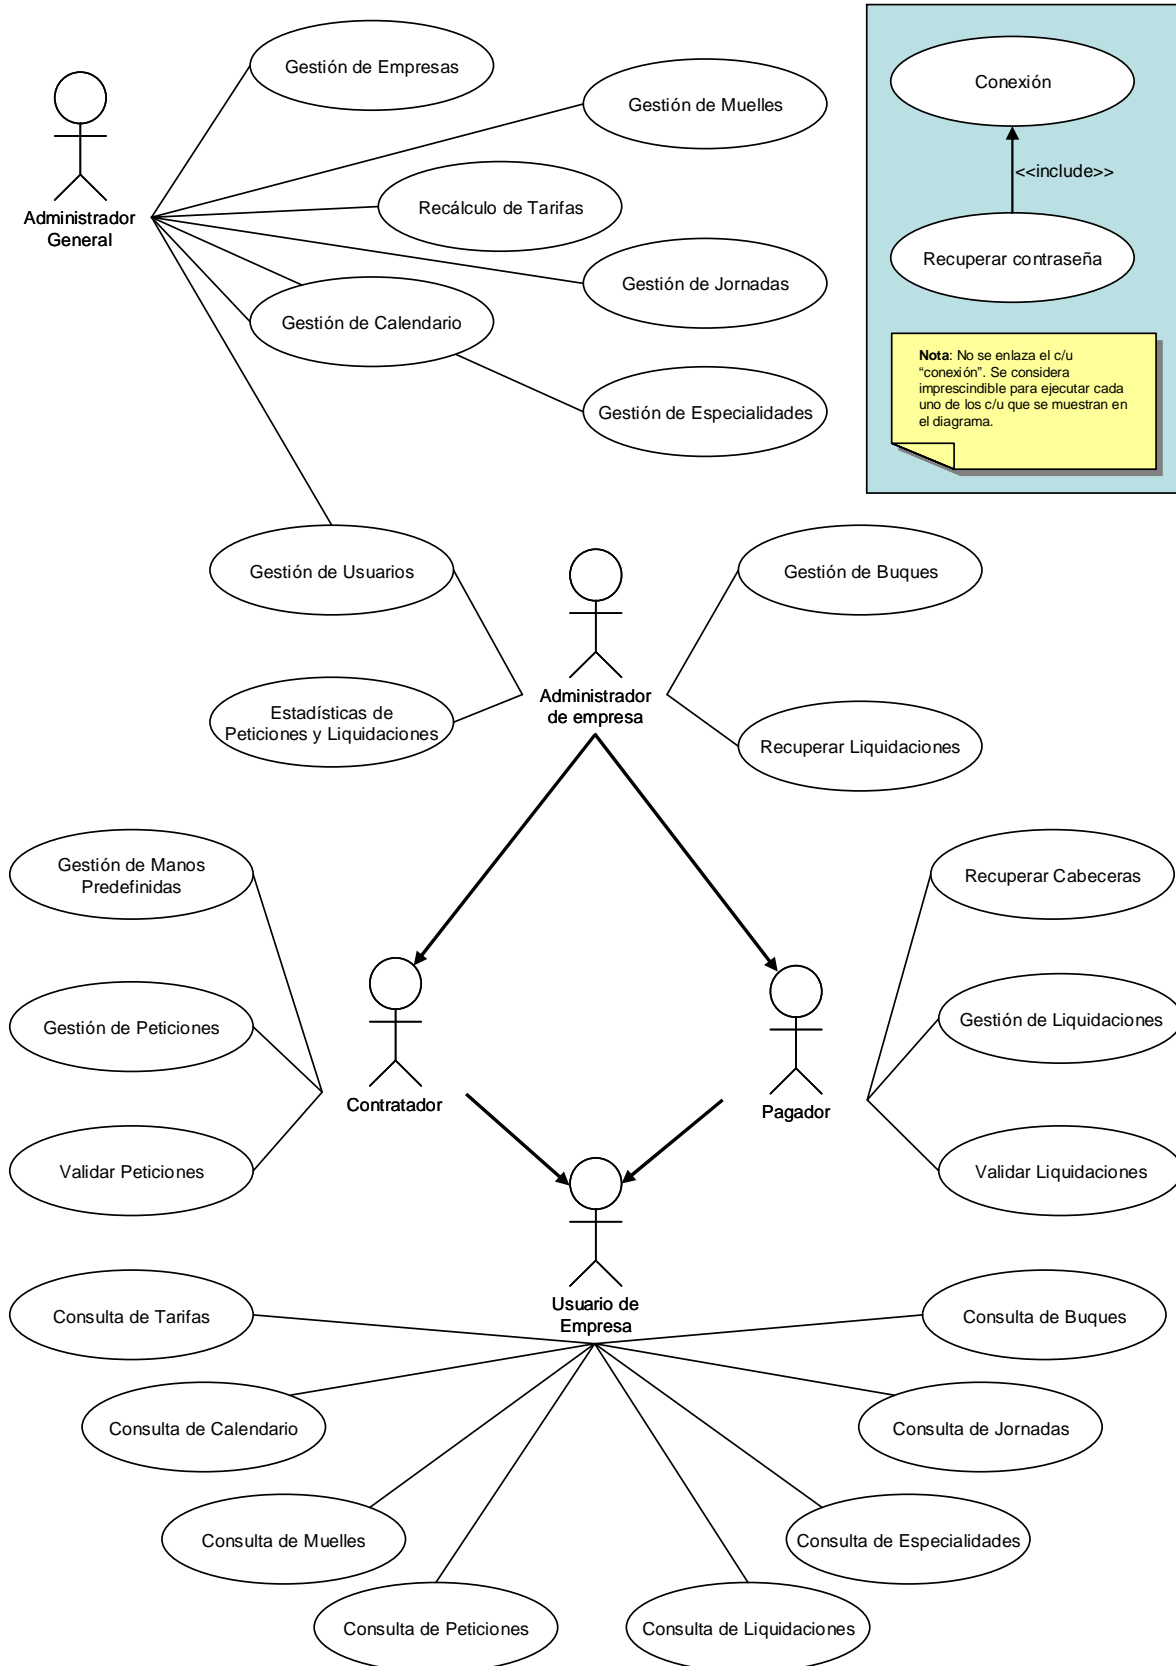 Gestión de Empresas
Gestión de Muelles
Conexión
<<include>>
Administrador
General
Recálculo de Tarifas
Recuperar contraseña
Gestión de Jornadas
Gestión de Calendario
Gestión de Especialidades
Nota: No se enlaza el c/u
“conexión”. Se considera
imprescindible para ejecutar cada
uno de los c/u que se muestran en
el diagrama.
Gestión de Usuarios
Gestión de Buques
Administrador
de empresa
Estadísticas de
Peticiones y Liquidaciones
Recuperar Liquidaciones
Gestión de Manos
Predefinidas
Recuperar Cabeceras
Gestión de Peticiones
Gestión de Liquidaciones
Contratador
Pagador
Validar Peticiones
Validar Liquidaciones
Usuario de
Empresa
Consulta de Tarifas
Consulta de Buques
Consulta de Calendario
Consulta de Jornadas
Consulta de Muelles
Consulta de Especialidades
Consulta de Peticiones
Consulta de Liquidaciones